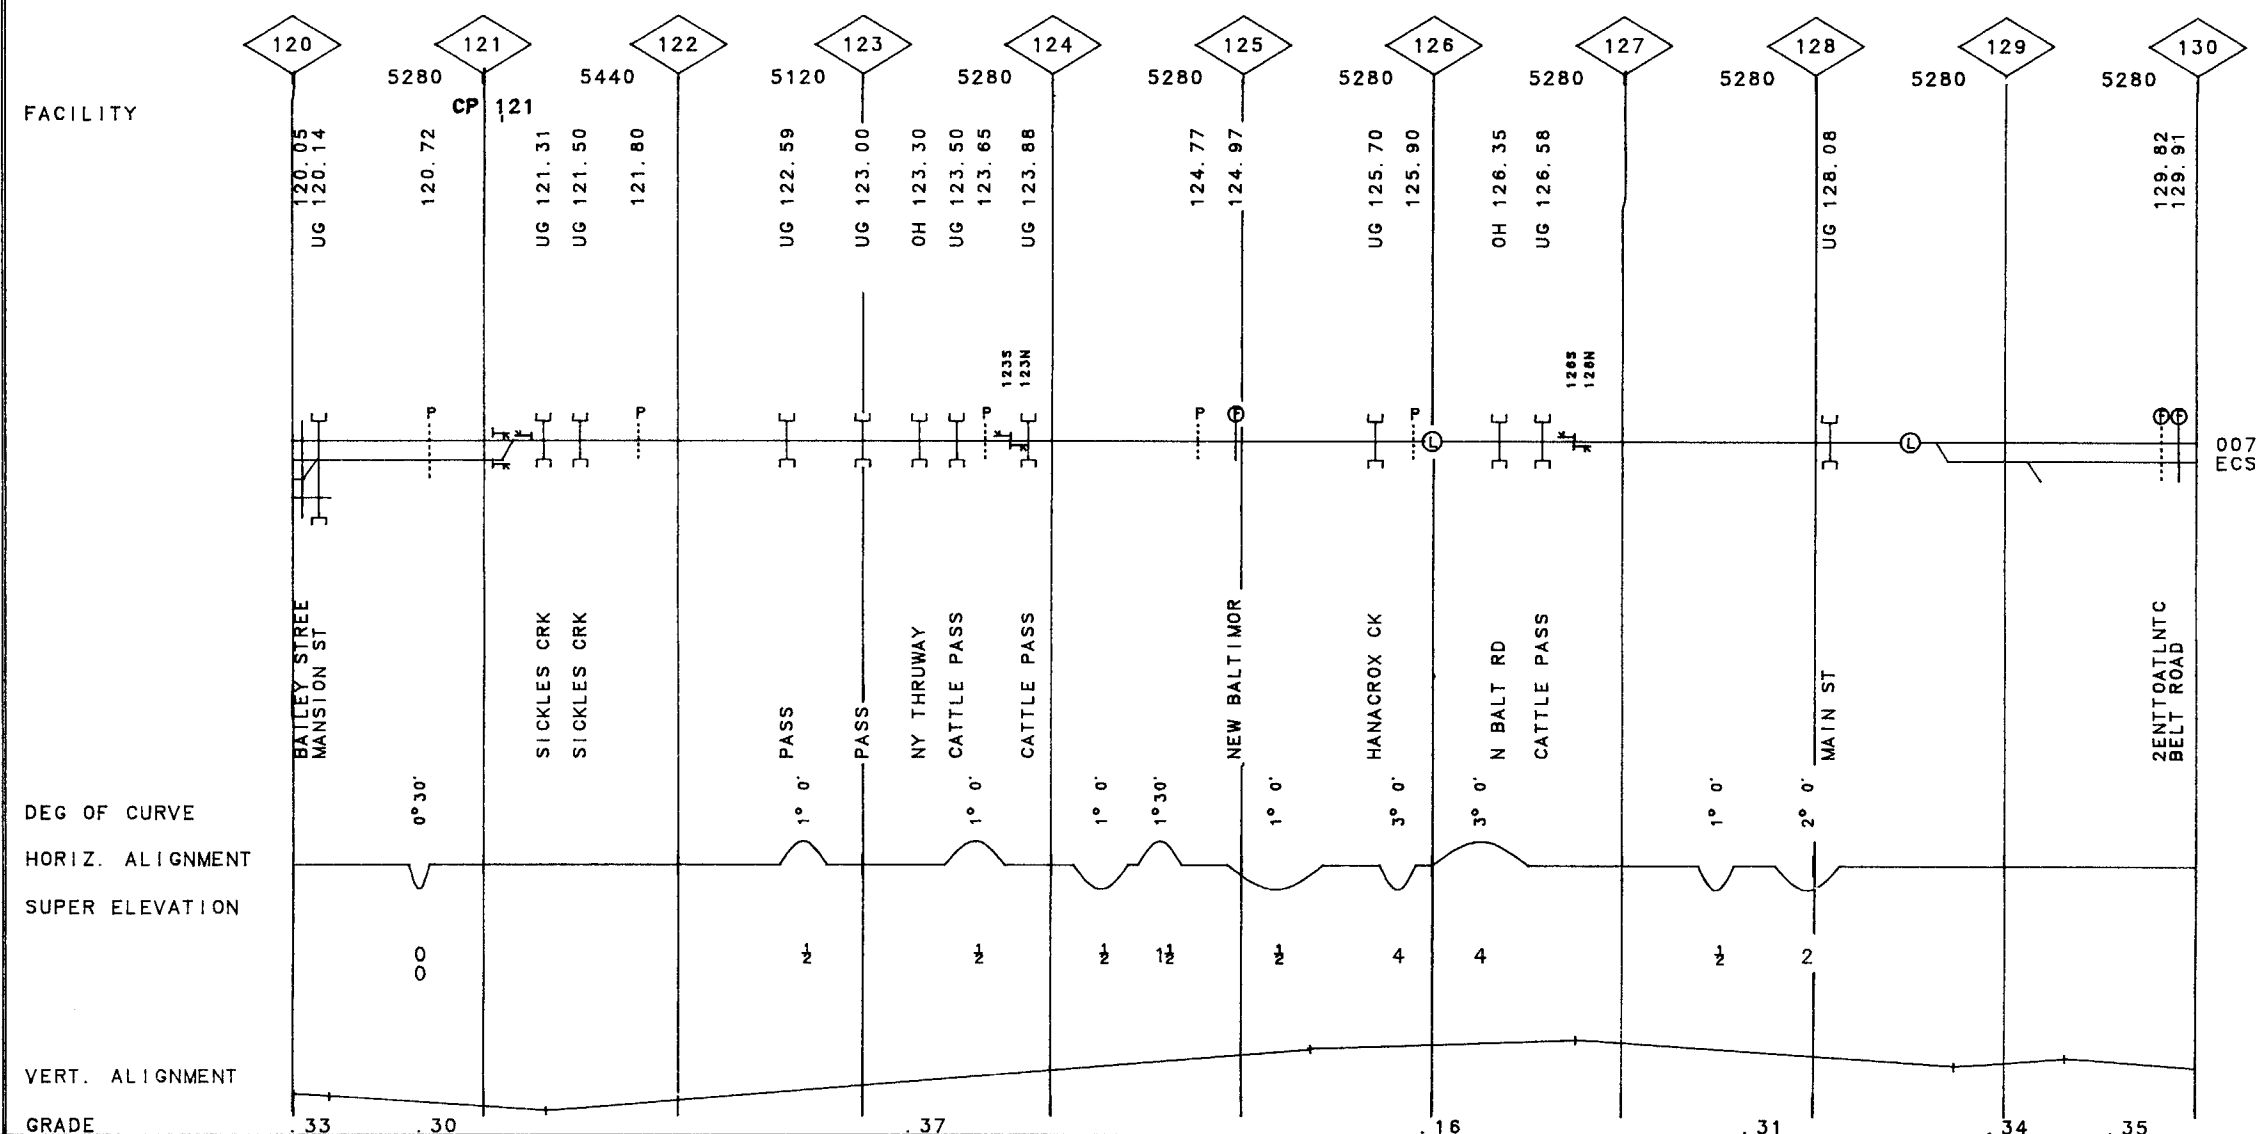 120 121 122 123 124 125 126 127 128 129 130
5280 5440 5120 5280 5280 5280 5280 5280 5280 5280
FACILITY
CP 121
120.05
UG 120.14
120.72
UG 121.31
UG 121.50
121.80
UG 122.59
UG 123.00
OH 123.30
UG 123.50
123.65
UG 123.88
124.77
124.97
UG 125.70
125.90
OH 126.35
UG 126.58
UG 128.08
129.82
129.91
123S
123N
126S
126N
P P P P F P F F
L L
007
ECS
BAILEY STREE
MANSION ST
SICKLES CRK
SICKLES CRK
PASS
PASS
NY THRUWAY
CATTLE PASS
CATTLE PASS
NEW BALTIMOR
HANACROX CK
N BALT RD
CATTLE PASS
MAIN ST
2ENTTOATLNTC
BELT ROAD
DEG OF CURVE 0°30' 1° 0' 1° 0' 1° 0' 1°30' 1° 0' 3° 0' 3° 0' 1° 0' 2° 0'
HORIZ. ALIGNMENT
SUPER ELEVATION
0 ½ ½ ½ 1½ ½ 4 4 ½ 2
0
VERT. ALIGNMENT
GRADE .33 .30 .37 .16 .31 .34 .35